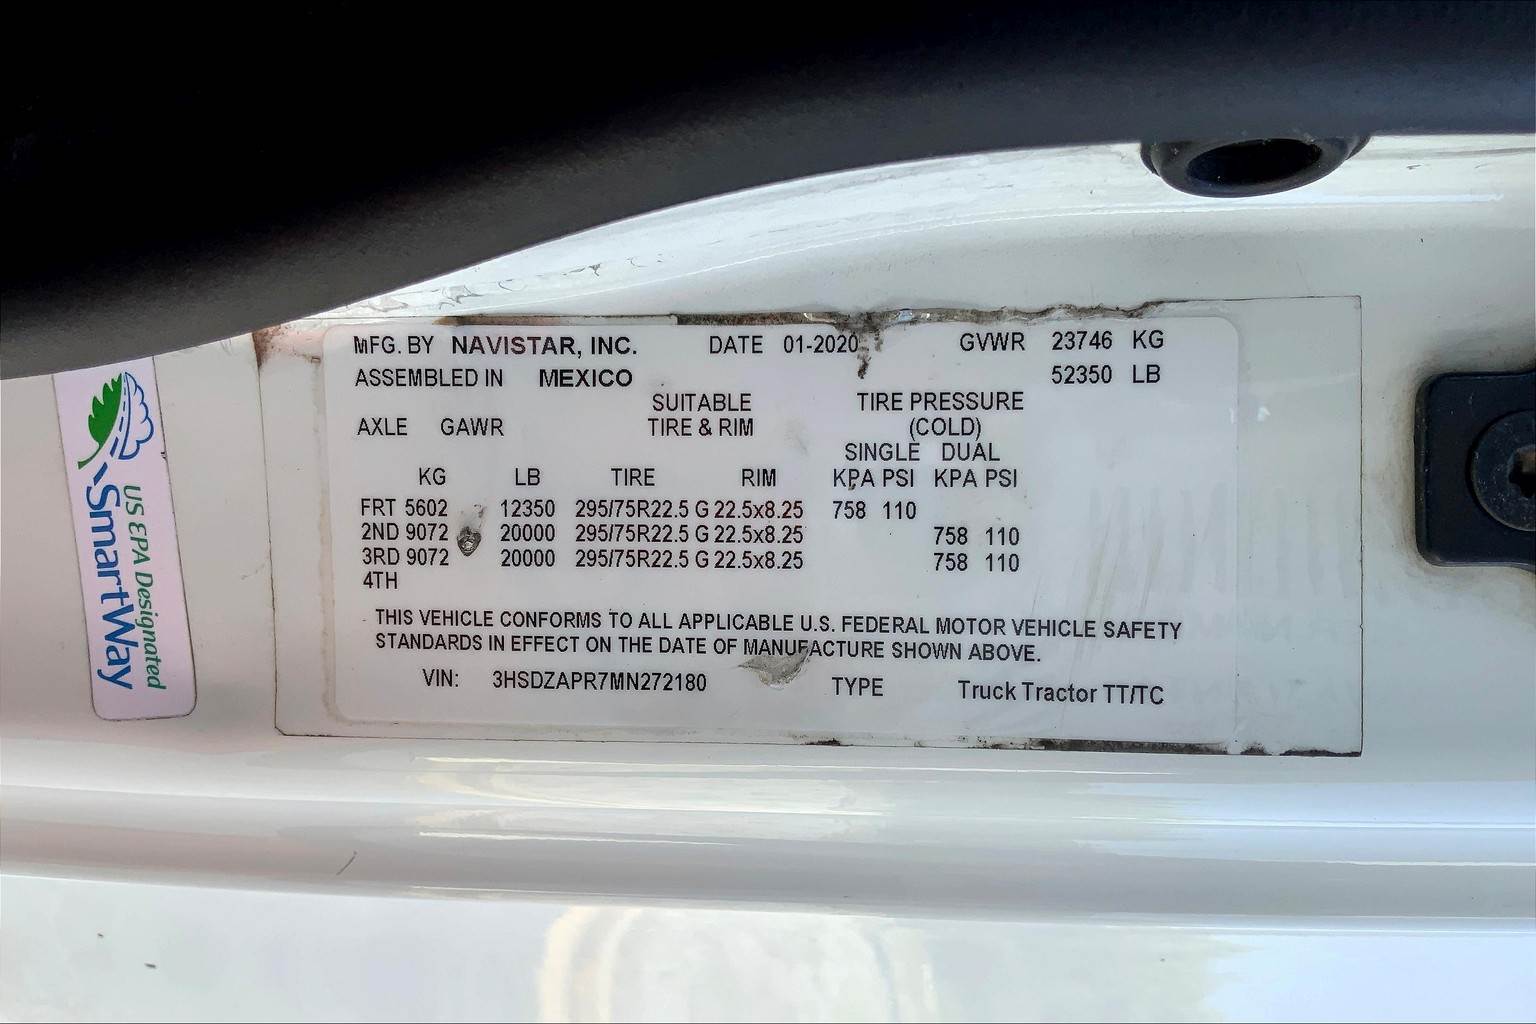 MFG. BY NAVISTAR, INC. DATE 01-2020 GVWR 23746 KG
ASSEMBLED IN MEXICO 52350 LB
SUITABLE TIRE PRESSURE
AXLE GAWR TIRE & RIM (COLD)
SINGLE DUAL
KG LB TIRE RIM KPA PSI KPA PSI
FRT 5602 12350 295/75R22.5 G 22.5x8.25 758 110
2ND 9072 20000 295/75R22.5 G 22.5x8.25 758 110
3RD 9072 20000 295/75R22.5 G 22.5x8.25 758 110
4TH
THIS VEHICLE CONFORMS TO ALL APPLICABLE U.S. FEDERAL MOTOR VEHICLE SAFETY
STANDARDS IN EFFECT ON THE DATE OF MANUFACTURE SHOWN ABOVE.
VIN: 3HSDZAPR7MN272180 TYPE Truck Tractor TT/TC
US EPA Designated
SmartWay